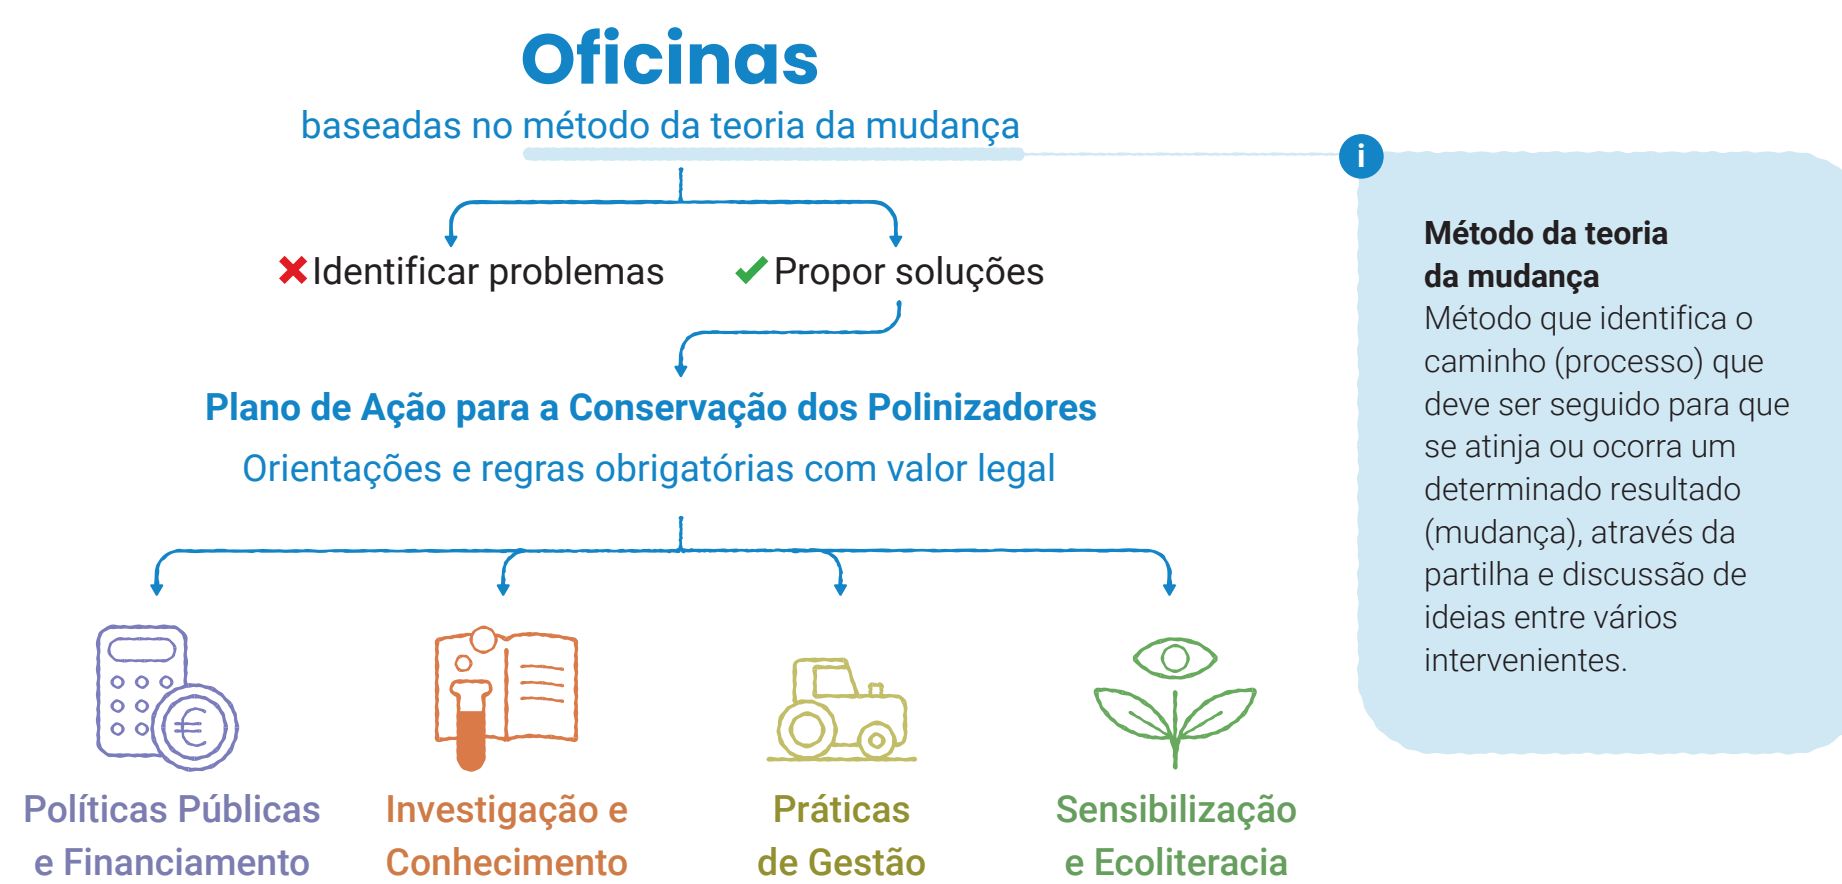 Oficinas
baseadas no método da teoria da mudança
Identificar problemas
Propor soluções
Plano de Ação para a Conservação dos Polinizadores
Orientações e regras obrigatórias com valor legal
€
Políticas Públicas
e Financiamento
Investigação e
Conhecimento
Práticas
de Gestão
Sensibilização
e Ecoliteracia
i
Método da teoria
da mudança
Método que identifica o
caminho (processo) que
deve ser seguido para que
se atinja ou ocorra um
determinado resultado
(mudança), através da
partilha e discussão de
ideias entre vários
intervenientes.